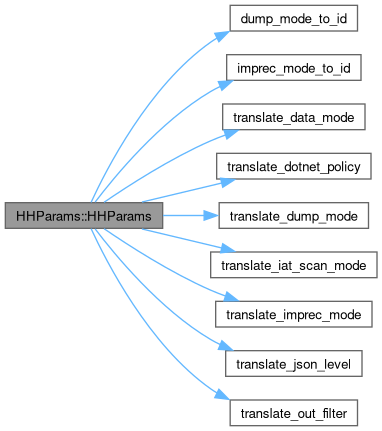 dump_mode_to_id
imprec_mode_to_id
translate_data_mode
translate_dotnet_policy
HHParams::HHParams
translate_dump_mode
translate_iat_scan_mode
translate_imprec_mode
translate_json_level
translate_out_filter